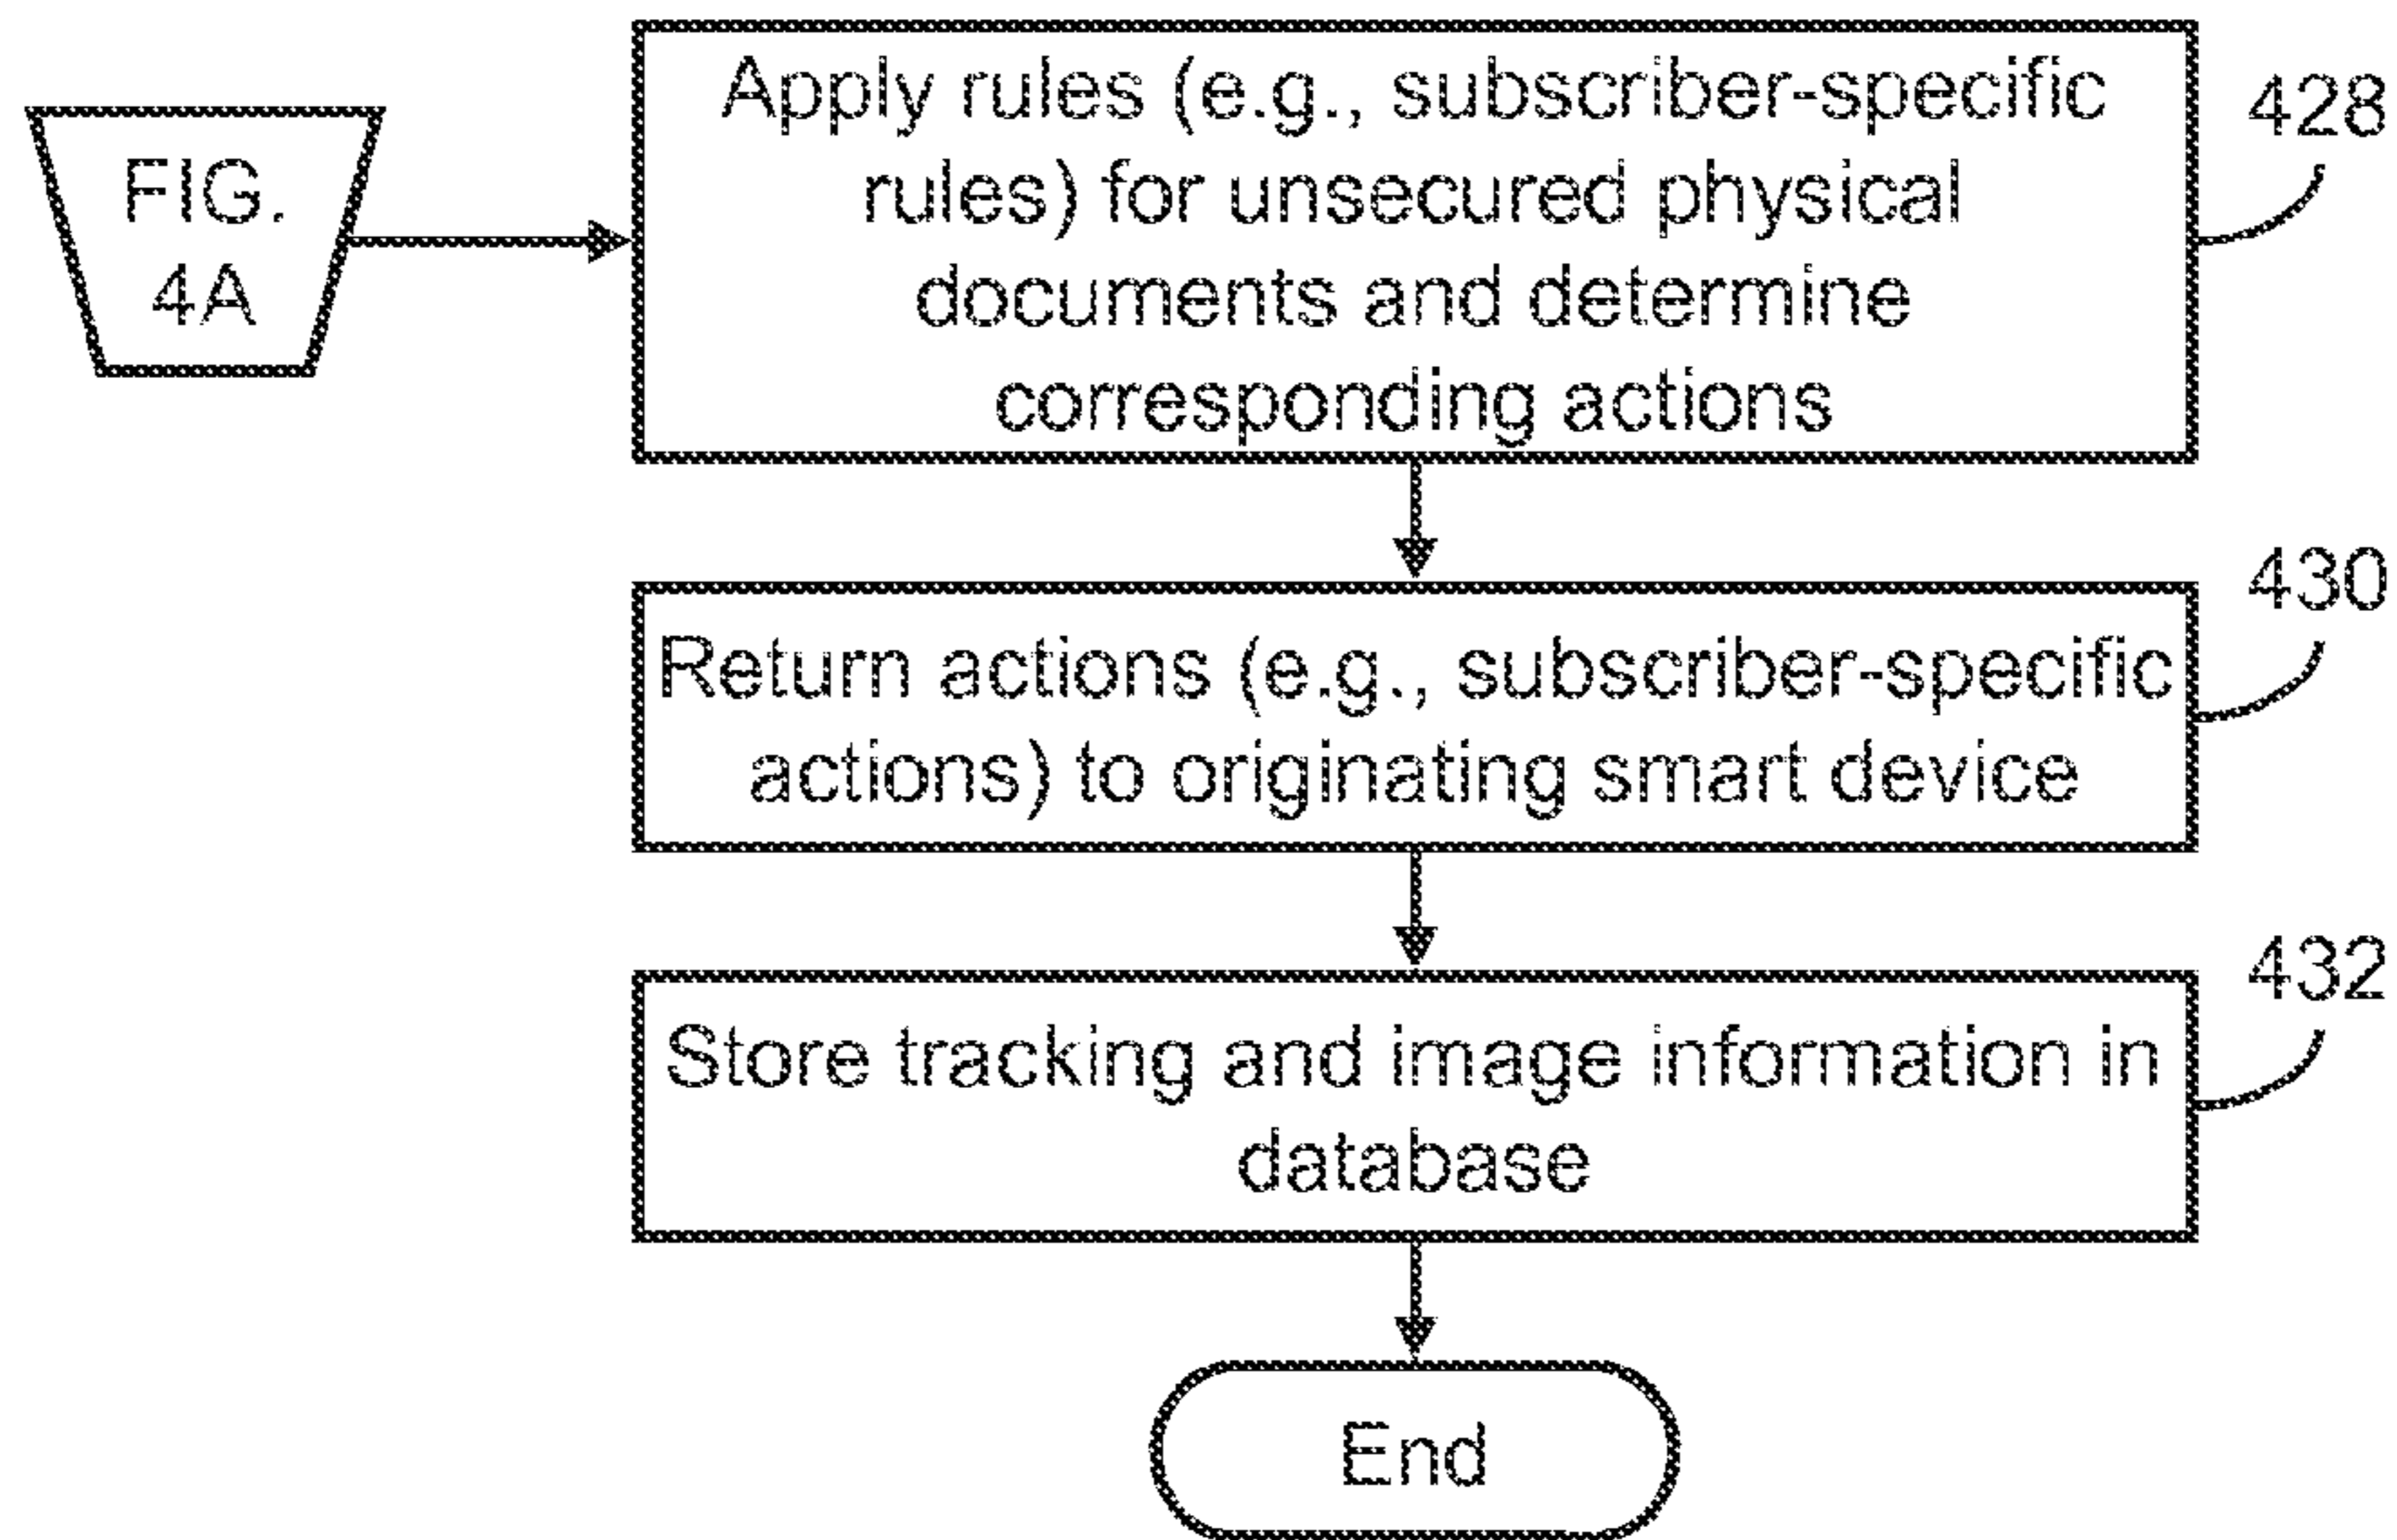 FIG.
4A
Apply rules (e.g., subscriber-specific
rules) for unsecured physical
documents and determine
corresponding actions
428
Return actions (e.g., subscriber-specific
actions) to originating smart device
430
Store tracking and image information in
database
432
End